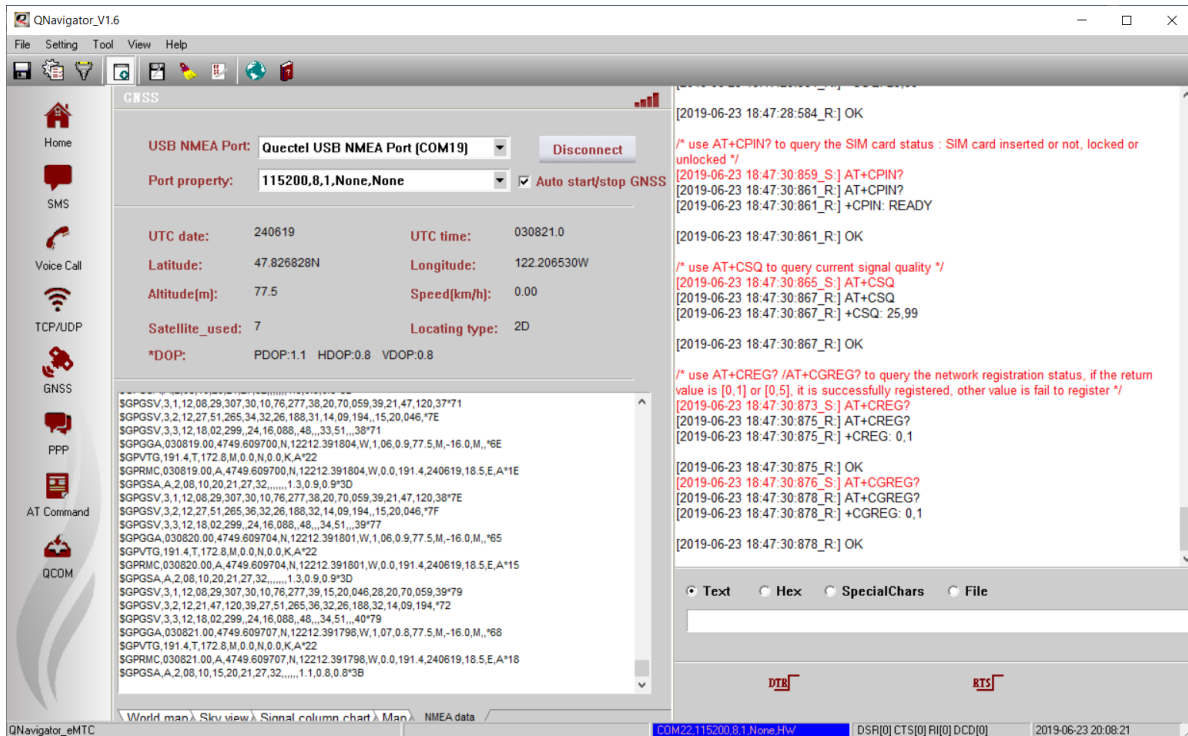 QNavigator_V1.6
File Setting Tool View Help
Home
SMS
Voice Call
TCP/UDP
GNSS
PPP
AT Command
QCOM
GNSS
USB NMEA Port: Quectel USB NMEA Port (COM19) Disconnect
Port property: 115200,8,1,None,None Auto start/stop GNSS
UTC date: 240619 UTC time: 030821.0
Latitude: 47.826828N Longitude: 122.206530W
Altitude(m): 77.5 Speed(km/h): 0.00
Satellite_used: 7 Locating type: 2D
*DOP: PDOP:1.1 HDOP:0.8 VDOP:0.8
$GPGSV,3,1,12,08,29,307,30,10,76,277,38,20,70,059,39,21,47,120,37*71
$GPGSV,3,2,12,27,51,265,34,32,26,188,31,14,09,194,,15,20,046,*7E
$GPGSV,3,3,12,18,02,299,,24,16,088,,48,,,33,51,,,38*71
$GPGGA,030819.00,4749.609700,N,12212.391804,W,1,06,0.9,77.5,M,-16.0,M,,*6E
$GPVTG,191.4,T,172.8,M,0.0,N,0.0,K,A*22
$GPRMC,030819.00,A,4749.609700,N,12212.391804,W,0.0,191.4,240619,18.5,E,A*1E
$GPGSA,A,2,08,10,20,21,27,32,,,,,,,1.3,0.9,0.9*3D
$GPGSV,3,1,12,08,29,307,30,10,76,277,38,20,70,059,39,21,47,120,38*7E
$GPGSV,3,2,12,27,51,265,36,32,26,188,32,14,09,194,,15,20,046,*7F
$GPGSV,3,3,12,18,02,299,,24,16,088,,48,,,34,51,,,39*77
$GPGGA,030820.00,4749.609704,N,12212.391801,W,1,06,0.9,77.5,M,-16.0,M,,*65
$GPVTG,191.4,T,172.8,M,0.0,N,0.0,K,A*22
$GPRMC,030820.00,A,4749.609704,N,12212.391801,W,0.0,191.4,240619,18.5,E,A*15
$GPGSA,A,2,08,10,20,21,27,32,,,,,,,1.3,0.9,0.9*3D
$GPGSV,3,1,12,08,29,307,30,10,76,277,39,15,20,046,28,20,70,059,39*79
$GPGSV,3,2,12,21,47,120,39,27,51,265,36,32,26,188,32,14,09,194,*72
$GPGSV,3,3,12,18,02,299,,24,16,088,,48,,,34,51,,,40*79
$GPGGA,030821.00,4749.609707,N,12212.391798,W,1,07,0.8,77.5,M,-16.0,M,,*68
$GPVTG,191.4,T,172.8,M,0.0,N,0.0,K,A*22
$GPRMC,030821.00,A,4749.609707,N,12212.391798,W,0.0,191.4,240619,18.5,E,A*18
$GPGSA,A,2,08,10,15,20,21,27,32,,,,,,1.1,0.8,0.8*3B
World map Sky view Signal column chart Map NMEA data
[2019-06-23 18:47:28:584_R:] OK
/* use AT+CPIN? to query the SIM card status : SIM card inserted or not, locked or
unlocked */
[2019-06-23 18:47:30:859_S:] AT+CPIN?
[2019-06-23 18:47:30:861_R:] AT+CPIN?
[2019-06-23 18:47:30:861_R:] +CPIN: READY
[2019-06-23 18:47:30:861_R:] OK
/* use AT+CSQ to query current signal quality */
[2019-06-23 18:47:30:865_S:] AT+CSQ
[2019-06-23 18:47:30:867_R:] AT+CSQ
[2019-06-23 18:47:30:867_R:] +CSQ: 25,99
[2019-06-23 18:47:30:867_R:] OK
/* use AT+CREG? /AT+CGREG? to query the network registration status, if the return
value is [0,1] or [0,5], it is successfully registered, other value is fail to register */
[2019-06-23 18:47:30:873_S:] AT+CREG?
[2019-06-23 18:47:30:875_R:] AT+CREG?
[2019-06-23 18:47:30:875_R:] +CREG: 0,1
[2019-06-23 18:47:30:875_R:] OK
[2019-06-23 18:47:30:876_S:] AT+CGREG?
[2019-06-23 18:47:30:878_R:] AT+CGREG?
[2019-06-23 18:47:30:878_R:] +CGREG: 0,1
[2019-06-23 18:47:30:878_R:] OK
Text Hex SpecialChars File
DTR RTS
QNavigator_eMTC COM22,115200,8,1,None,HW DSR[0] CTS[0] RI[0] DCD[0] 2019-06-23 20:08:21